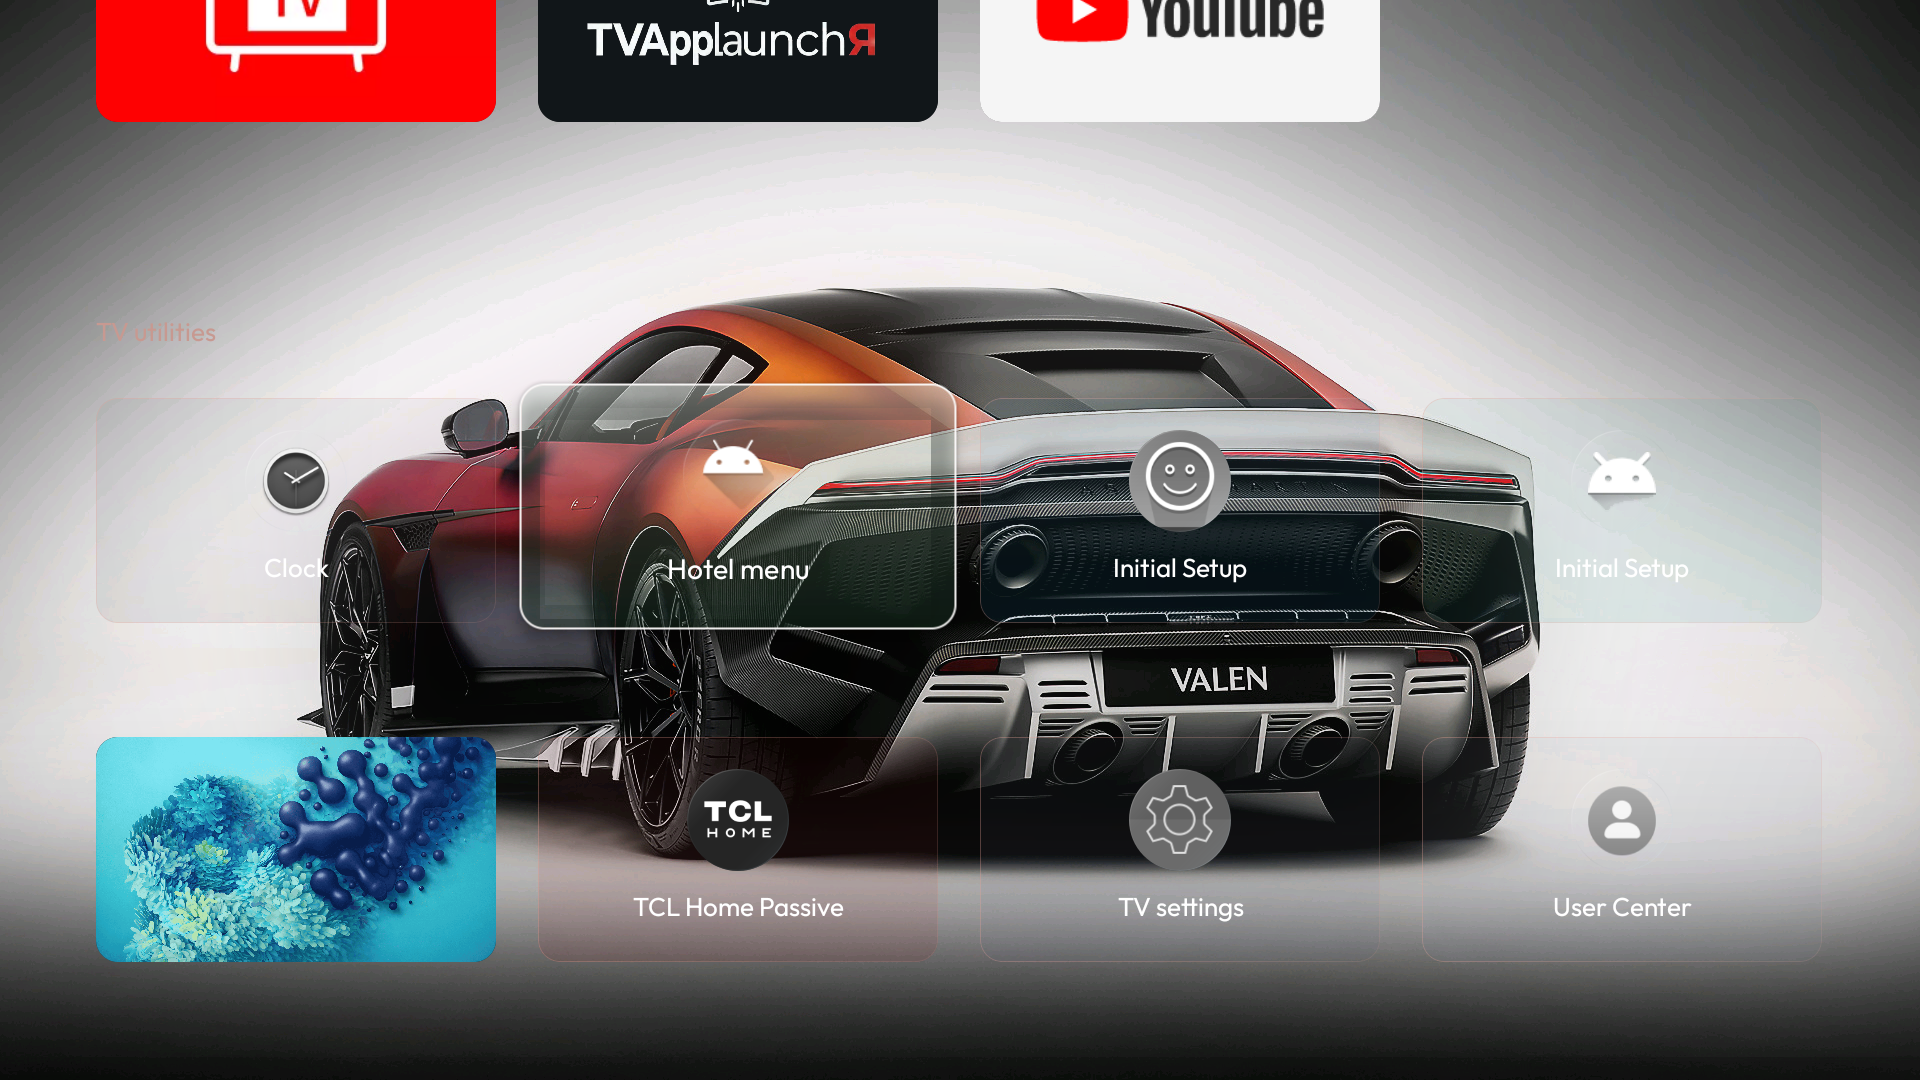 TV
TVApplaunchR
YouTube
TV utilities
Clock
Hotel menu
Initial Setup
Initial Setup
VALEN
TCL
HOME
TCL Home Passive
TV settings
User Center